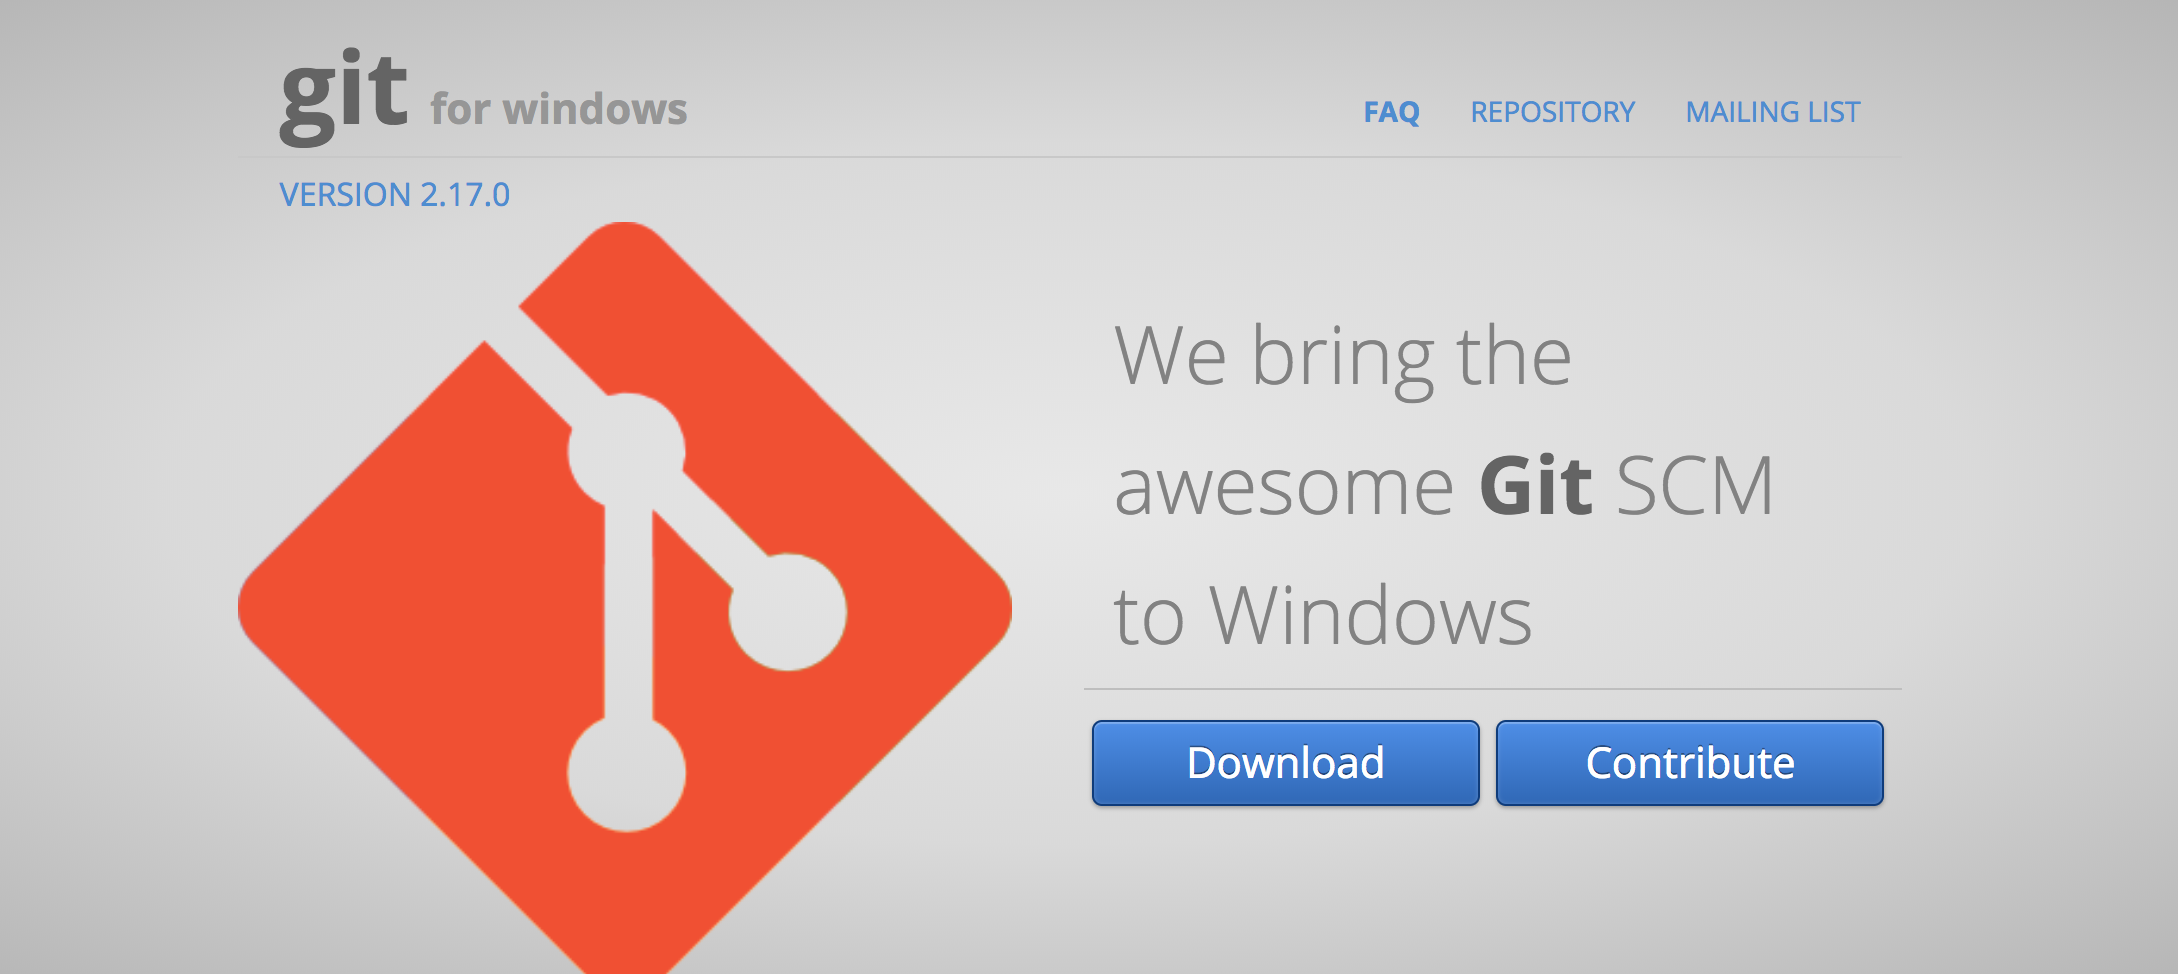 git for windows
FAQ REPOSITORY MAILING LIST
VERSION 2.17.0
We bring the
awesome Git SCM
to Windows
Download Contribute